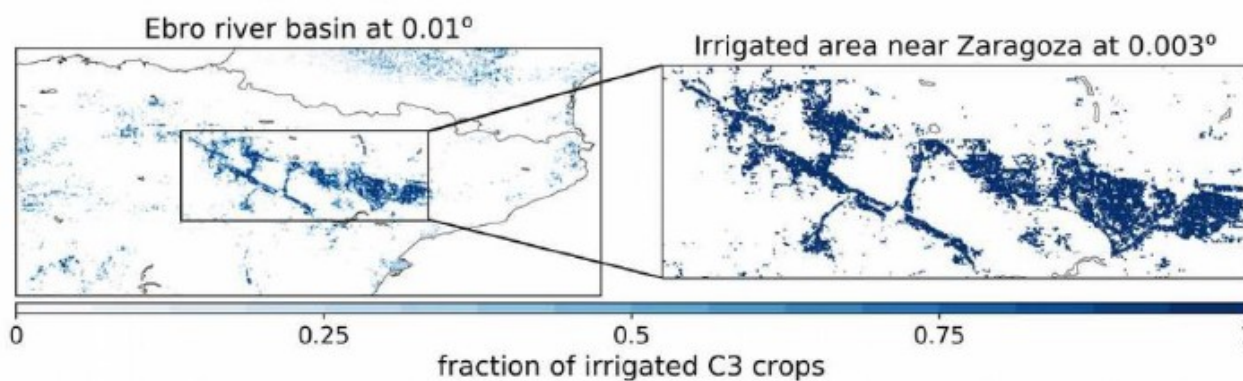 Ebro river basin at 0.01°
Irrigated area near Zaragoza at 0.003°
0 0.25 0.5 0.75
fraction of irrigated C3 crops